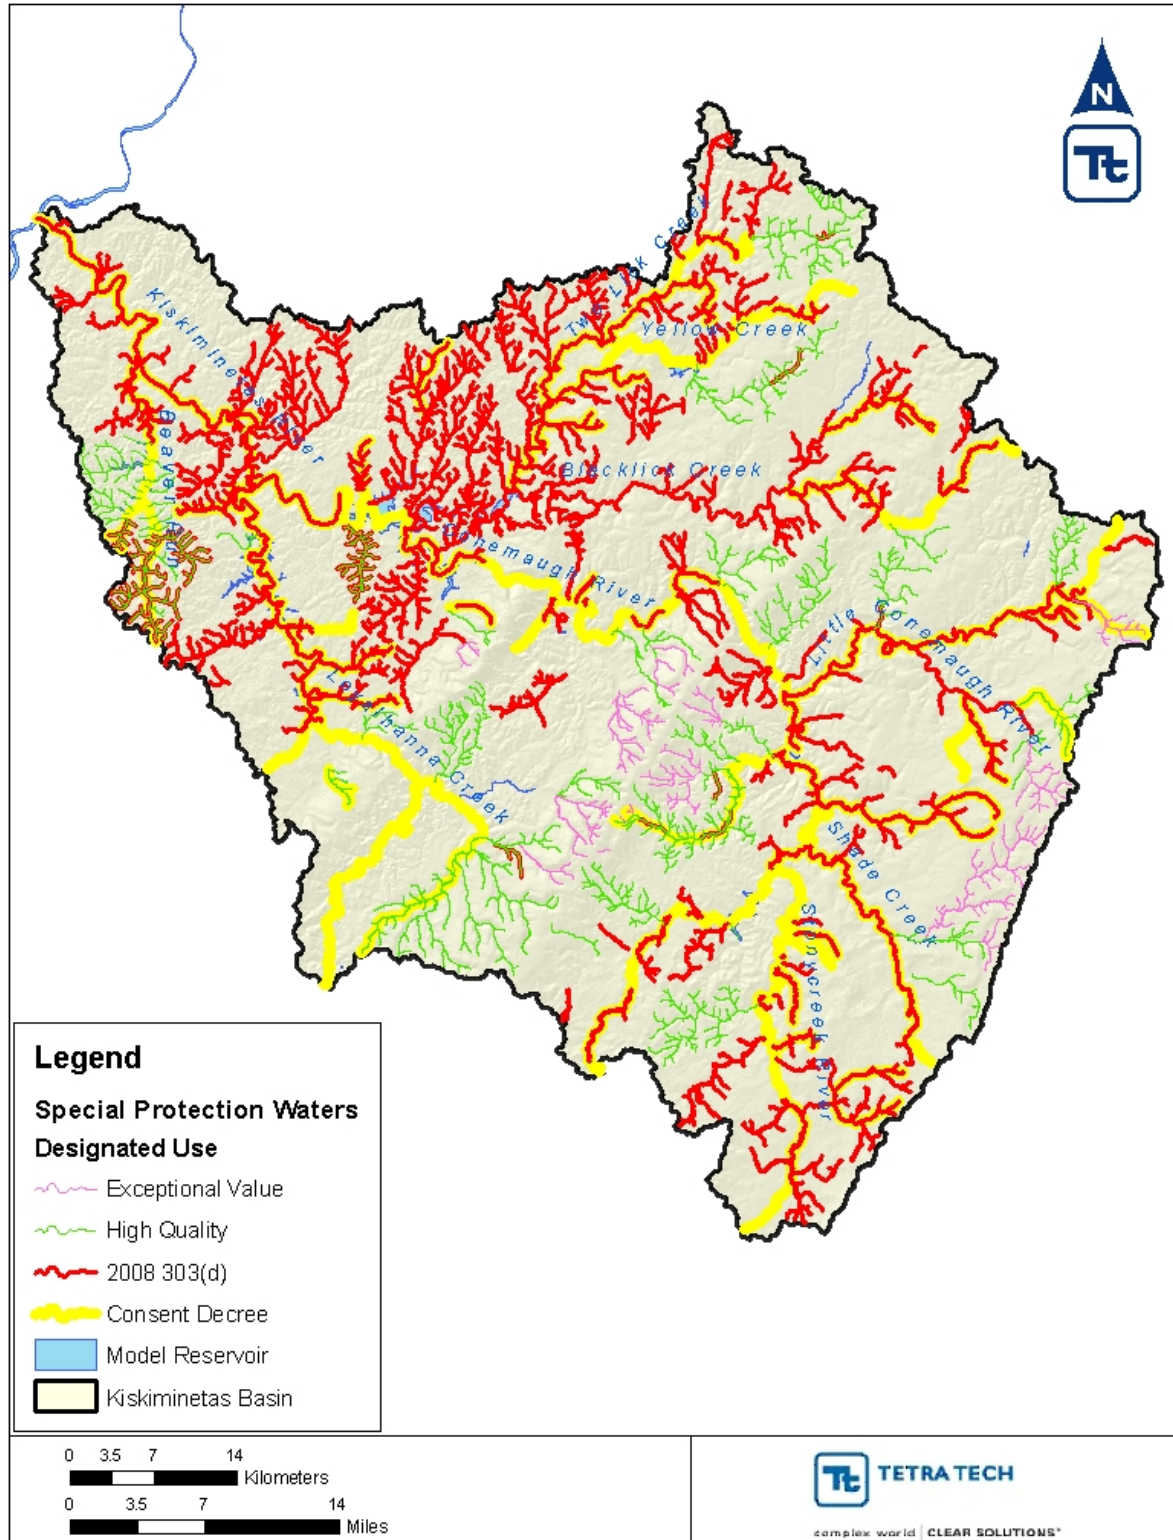 N
Tt
Twolick Creek
Yellow Creek
Kiskiminetas River
Beaver Run
Blacklick Creek
Conemaugh River
Little Conemaugh River
Loyalhanna Creek
Shade Creek
Stonycreek River
Legend
Special Protection Waters
Designated Use
Exceptional Value
High Quality
2008 303(d)
Consent Decree
Model Reservoir
Kiskiminetas Basin
0 3.5 7 14
Kilometers
0 3.5 7 14
Miles
Tt TETRA TECH
complex world | CLEAR SOLUTIONS™